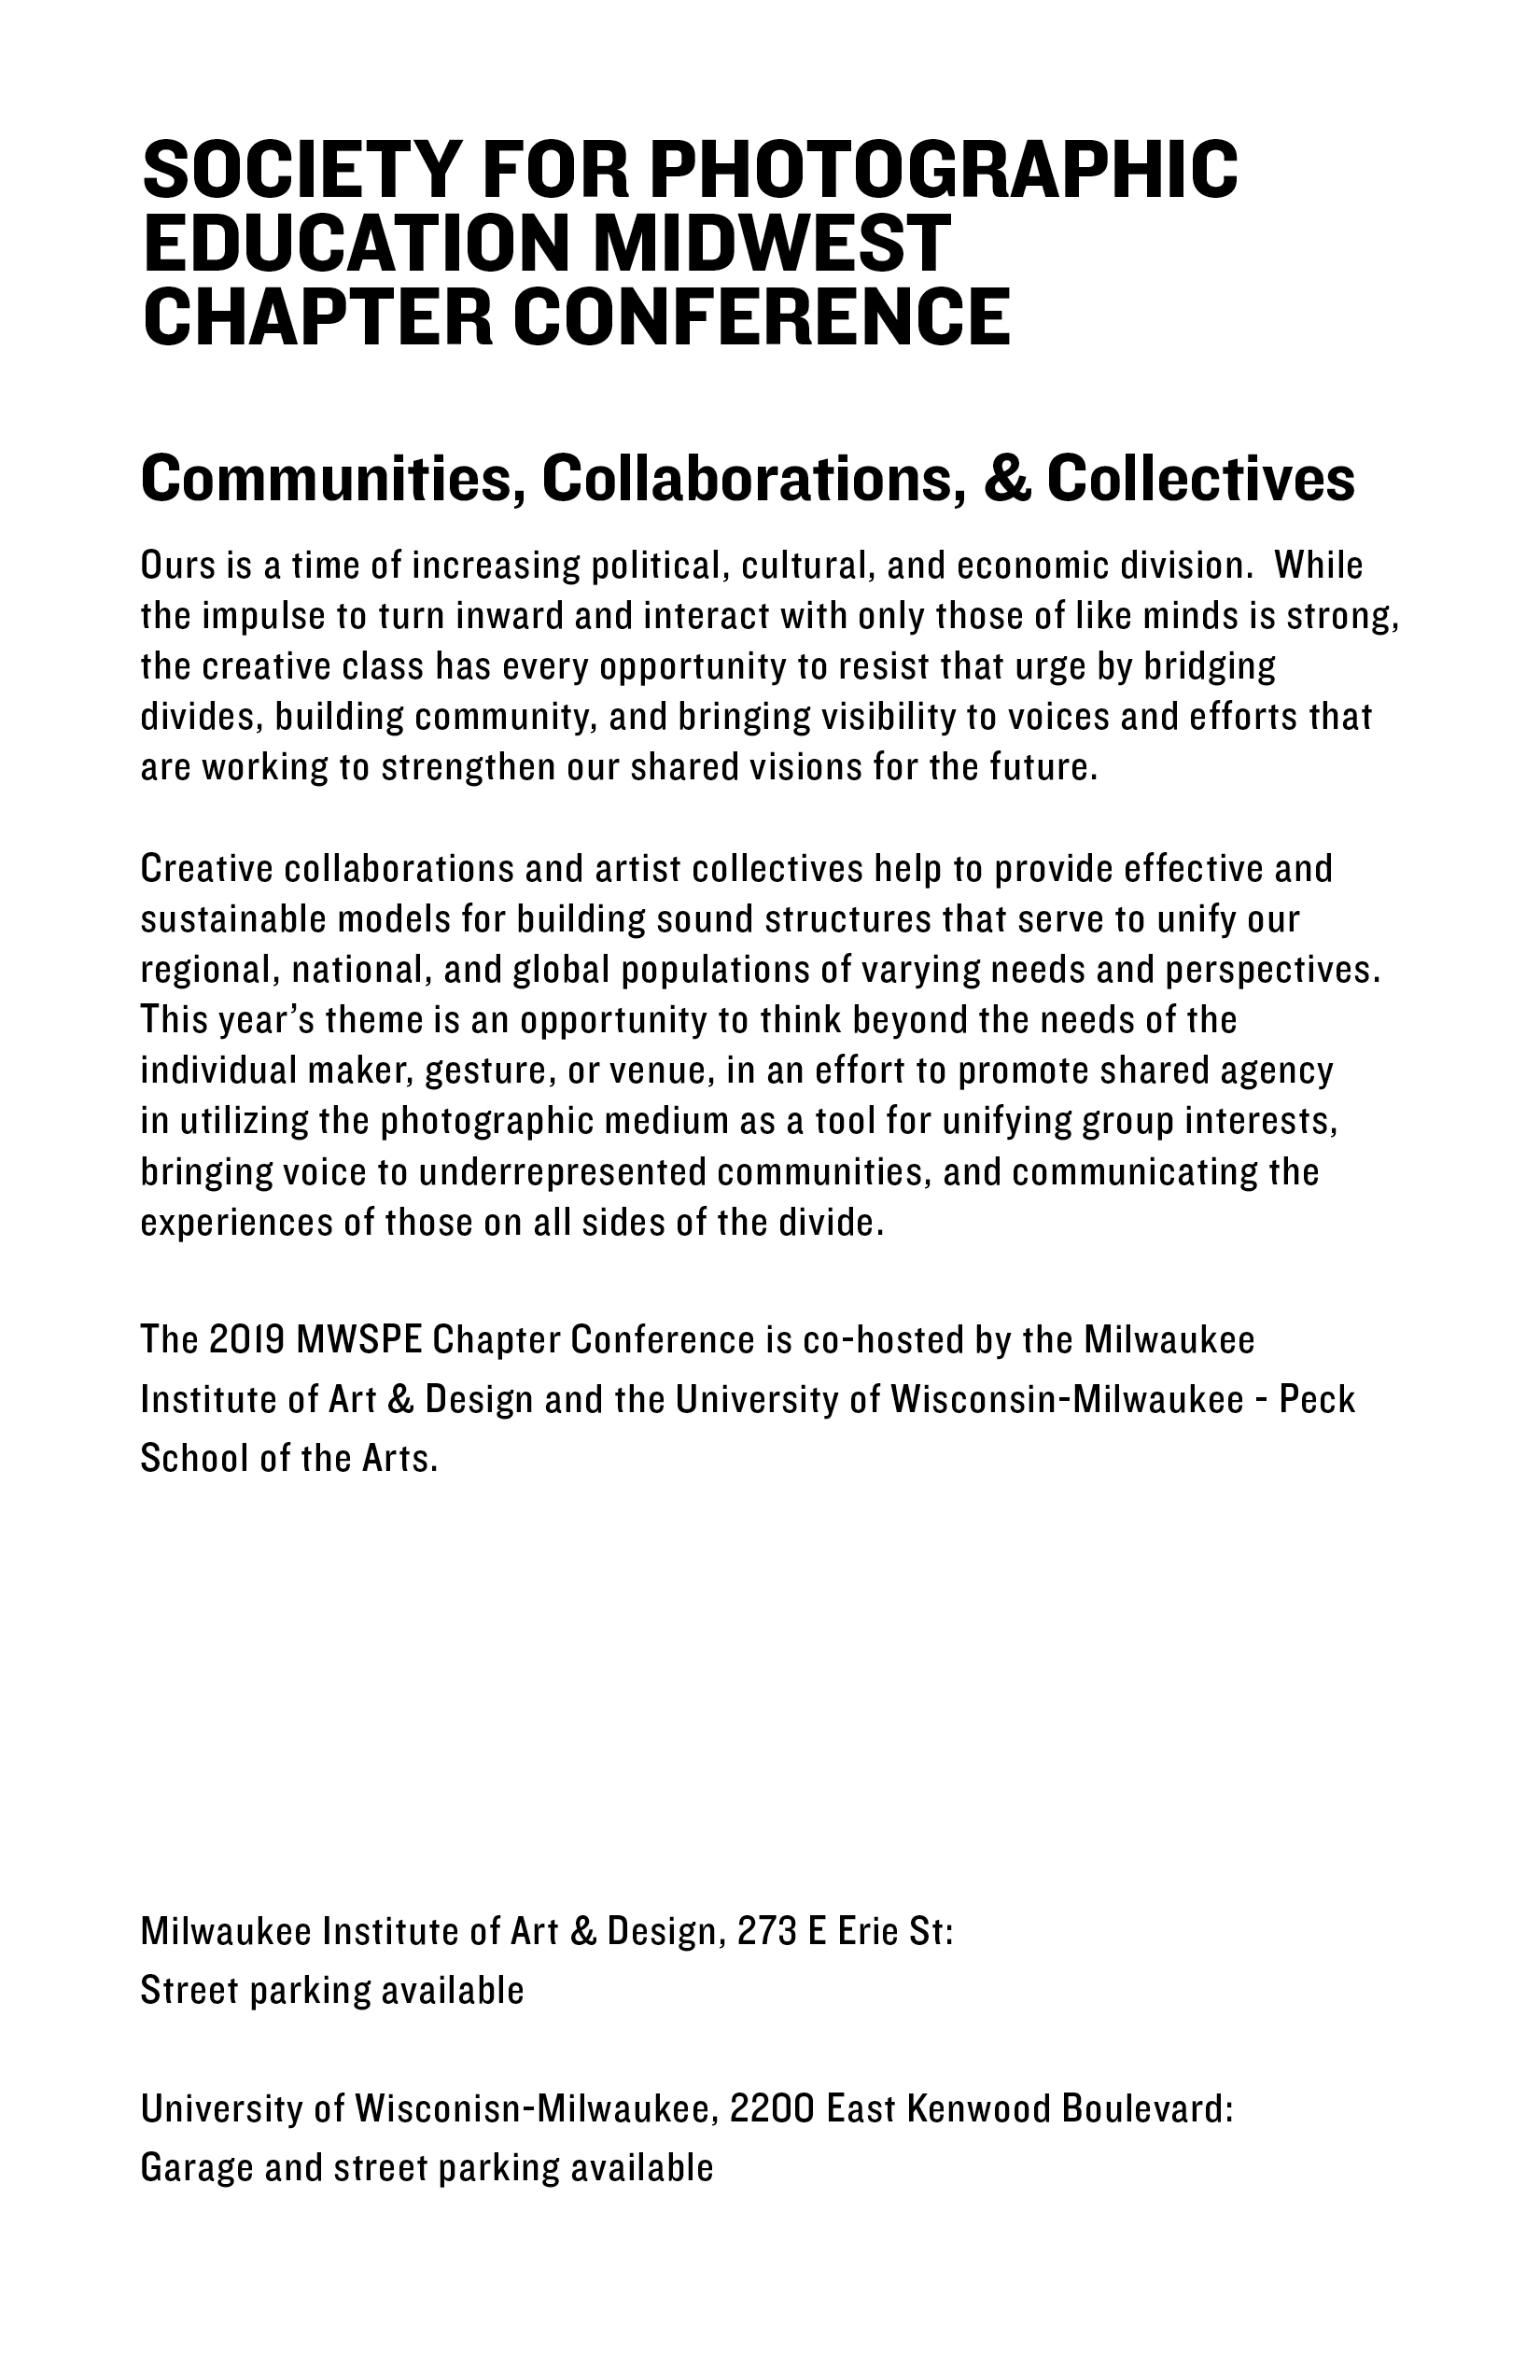 SOCIETY FOR PHOTOGRAPHIC
EDUCATION MIDWEST
CHAPTER CONFERENCE
Communities, Collaborations, & Collectives
Ours is a time of increasing political, cultural, and economic division.  While
the impulse to turn inward and interact with only those of like minds is strong,
the creative class has every opportunity to resist that urge by bridging
divides, building community, and bringing visibility to voices and efforts that
are working to strengthen our shared visions for the future.
Creative collaborations and artist collectives help to provide effective and
sustainable models for building sound structures that serve to unify our
regional, national, and global populations of varying needs and perspectives.
This year’s theme is an opportunity to think beyond the needs of the
individual maker, gesture, or venue, in an effort to promote shared agency
in utilizing the photographic medium as a tool for unifying group interests,
bringing voice to underrepresented communities, and communicating the
experiences of those on all sides of the divide.
The 2019 MWSPE Chapter Conference is co-hosted by the Milwaukee
Institute of Art & Design and the University of Wisconsin-Milwaukee - Peck
School of the Arts.
Milwaukee Institute of Art & Design, 273 E Erie St:
Street parking available
University of Wisconisn-Milwaukee, 2200 East Kenwood Boulevard:
Garage and street parking available